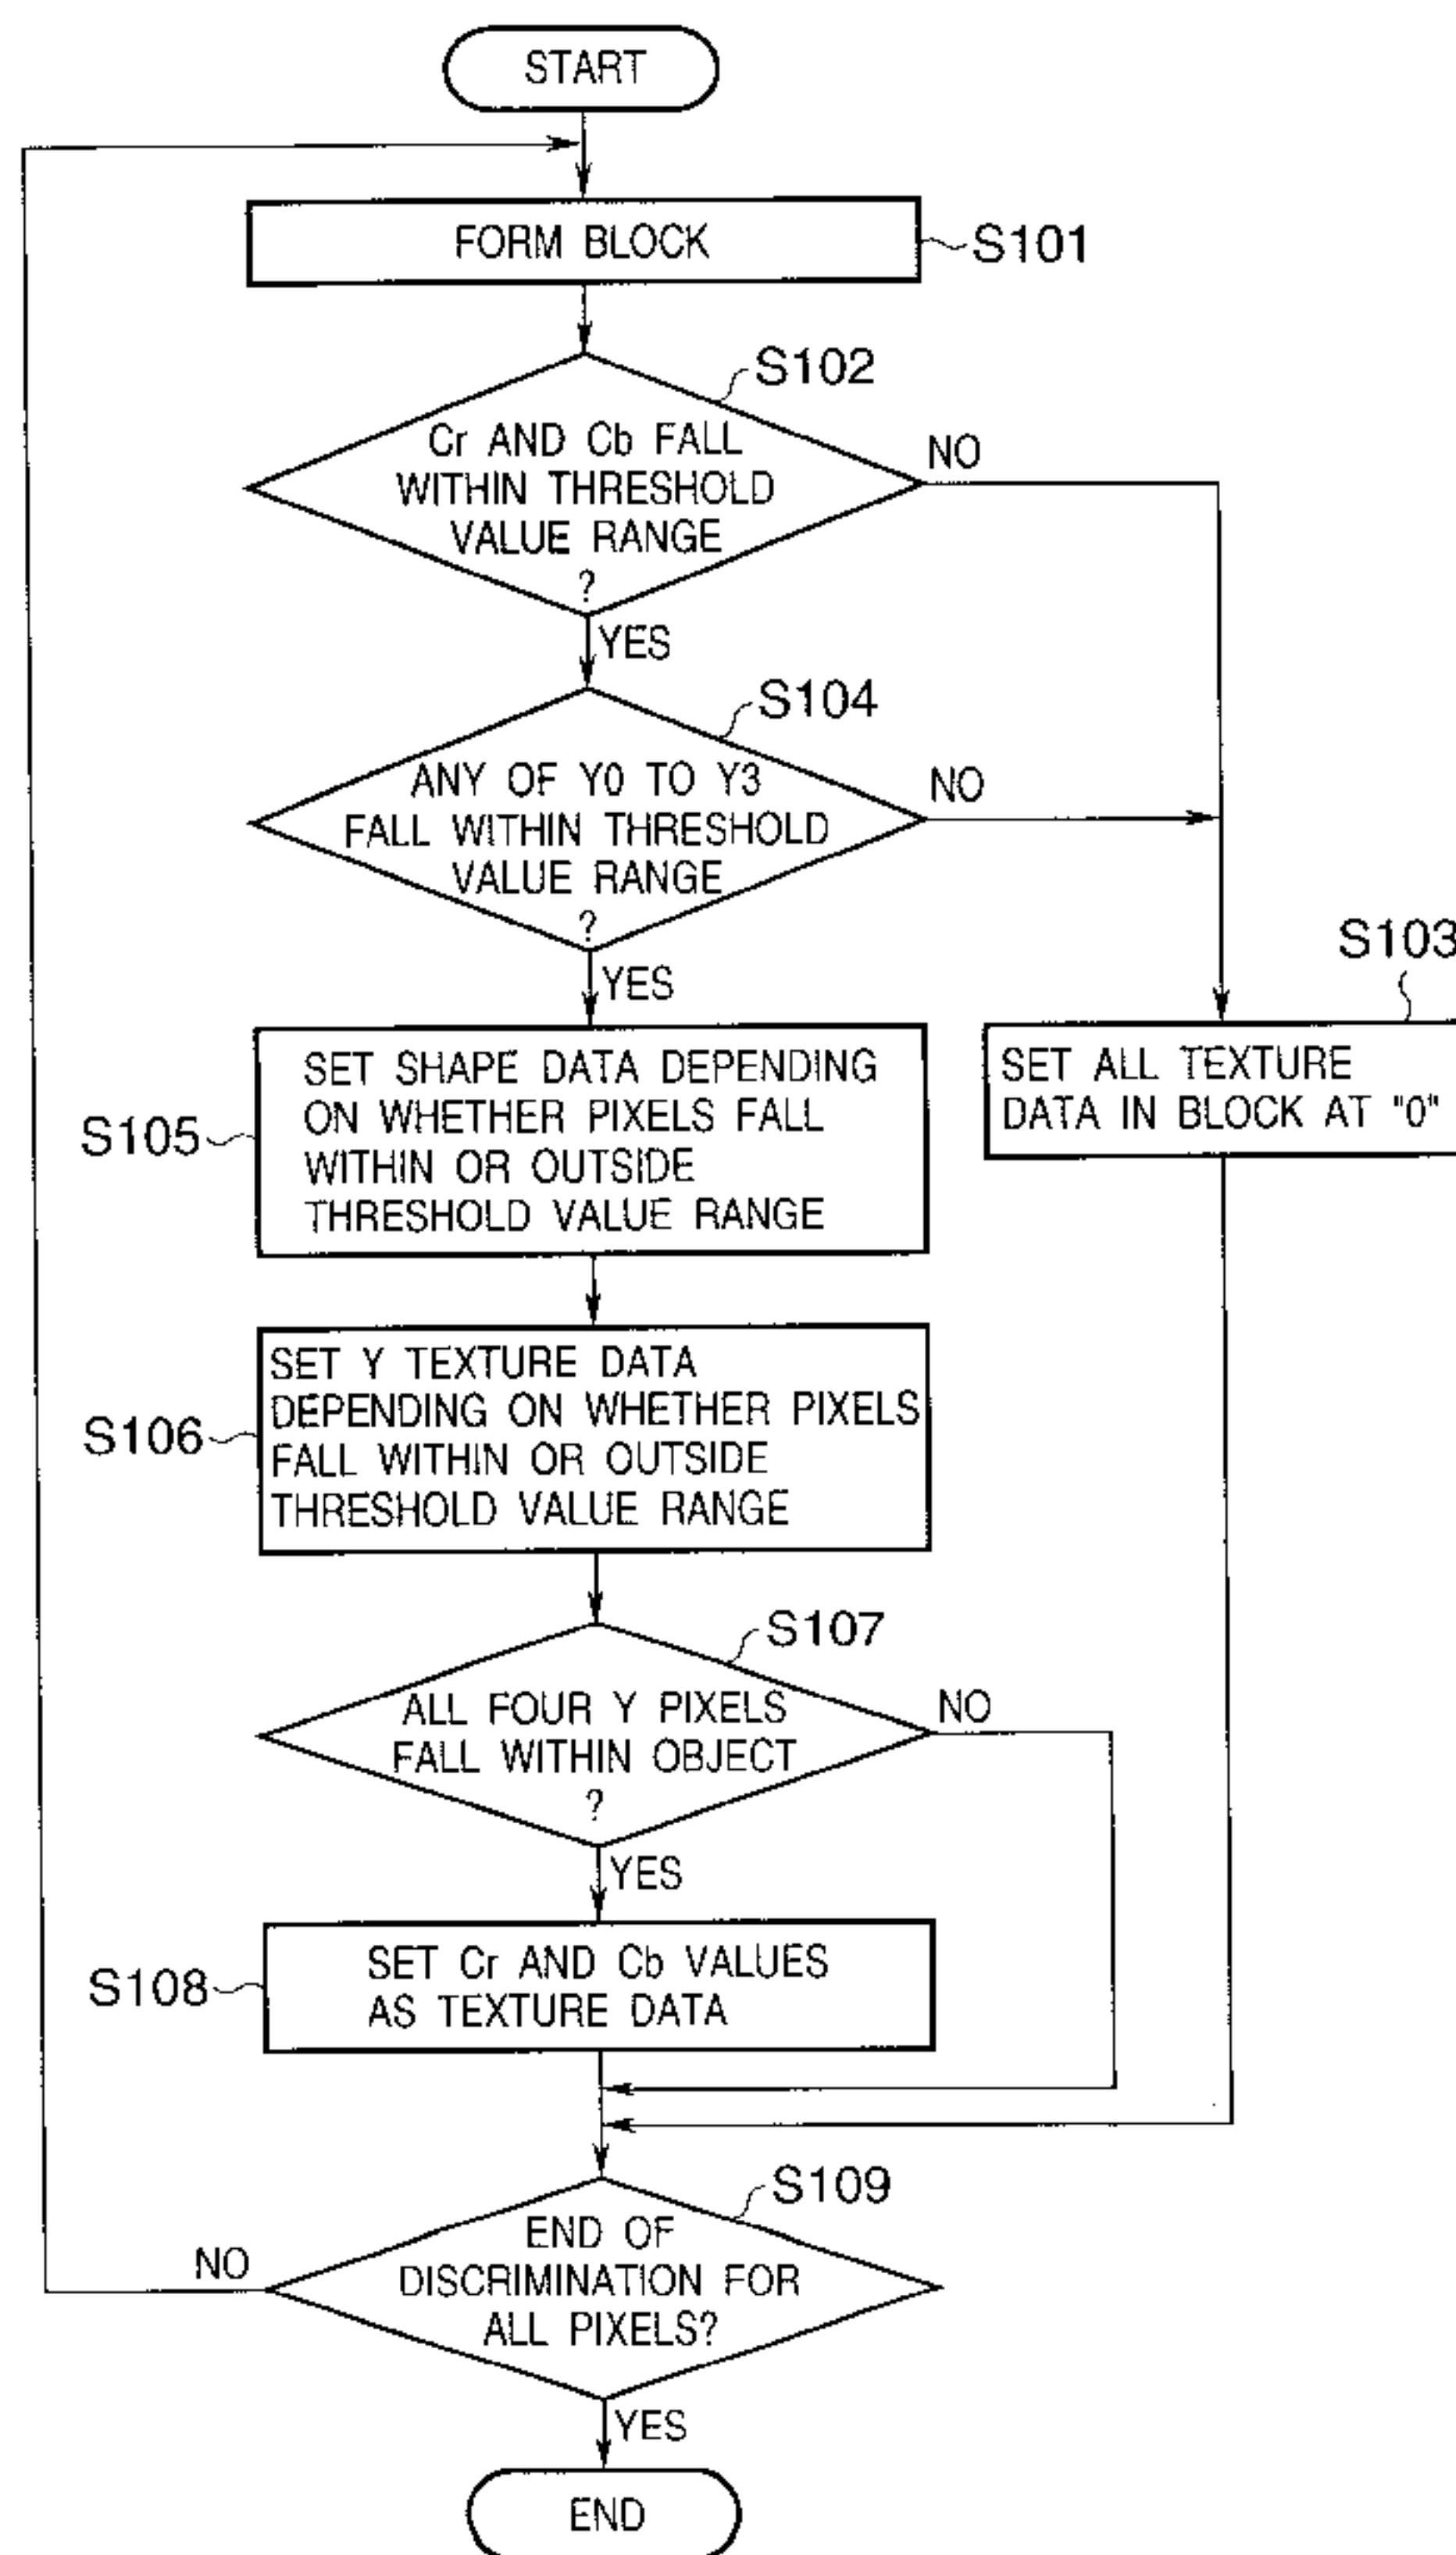 START
FORM BLOCK
S101
S102
Cr AND Cb FALL
WITHIN THRESHOLD
VALUE RANGE
?
NO
YES
S104
ANY OF Y0 TO Y3
FALL WITHIN THRESHOLD
VALUE RANGE
?
NO
YES
S103
SET ALL TEXTURE
DATA IN BLOCK AT "0"
S105
SET SHAPE DATA DEPENDING
ON WHETHER PIXELS FALL
WITHIN OR OUTSIDE
THRESHOLD VALUE RANGE
S106
SET Y TEXTURE DATA
DEPENDING ON WHETHER PIXELS
FALL WITHIN OR OUTSIDE
THRESHOLD VALUE RANGE
S107
ALL FOUR Y PIXELS
FALL WITHIN OBJECT
?
NO
YES
S108
SET Cr AND Cb VALUES
AS TEXTURE DATA
S109
END OF
DISCRIMINATION FOR
ALL PIXELS?
NO
YES
END